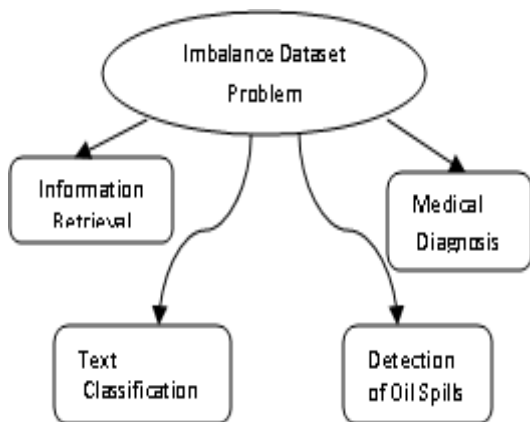 Imbalance Dataset
Problem
Information
Retrieval
Medical
Diagnosis
Text
Classification
Detection
of Oil Spills